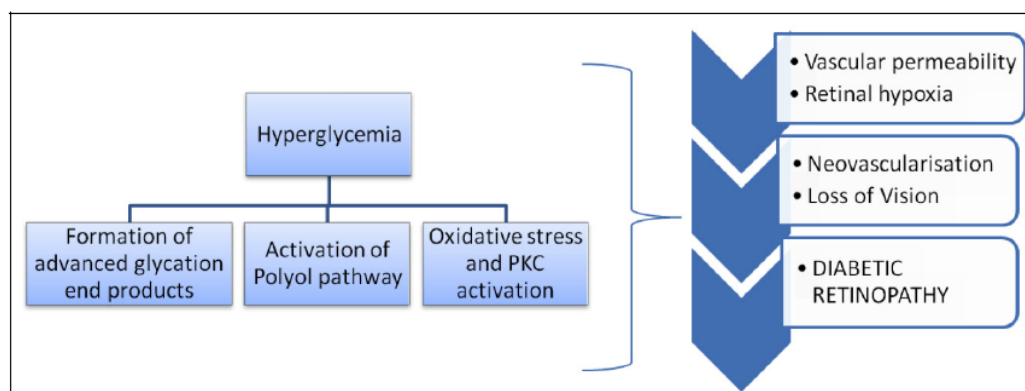 Hyperglycemia
Formation of
advanced glycation
end products
Activation of
Polyol pathway
Oxidative stress
and PKC
activation
• Vascular permeability
• Retinal hypoxia
• Neovascularisation
• Loss of Vision
• DIABETIC
RETINOPATHY